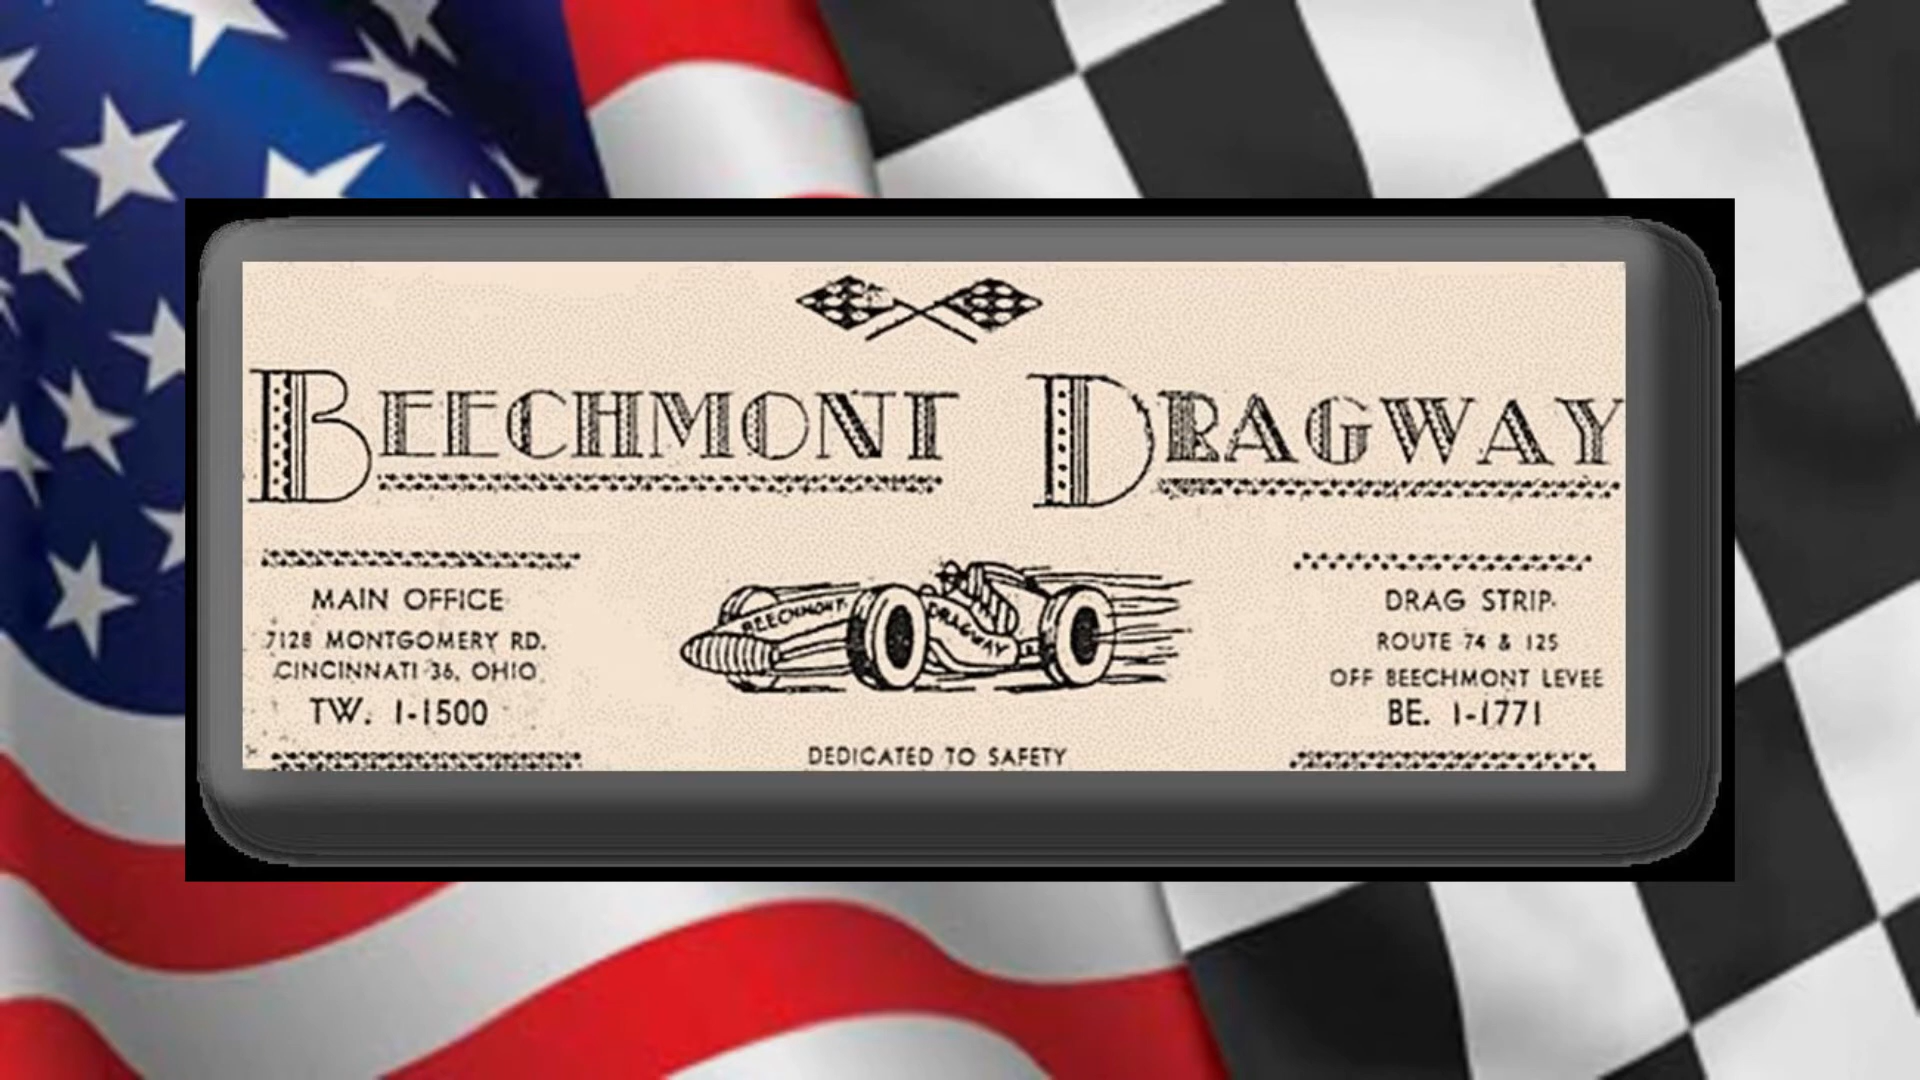 BEECHMONT DRAGWAY
MAIN OFFICE
7128 MONTGOMERY RD.
CINCINNATI 36, OHIO
TW. 1-1500
BEECHMONT
DRAGWAY
DEDICATED TO SAFETY
DRAG STRIP
ROUTE 74 & 125
OFF BEECHMONT LEVEE
BE. 1-1771